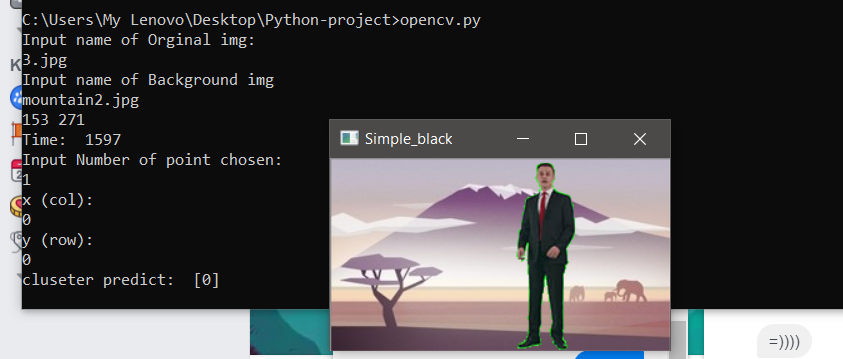 C:\Users\My Lenovo\Desktop\Python-project>opencv.py
Input name of Orginal img:
3.jpg
Input name of Background img
mountain2.jpg
153 271
Time:  1597
Input Number of point chosen:
1
x (col):
0
y (row):
0
cluseter predict:  [0]
Simple_black
=))))